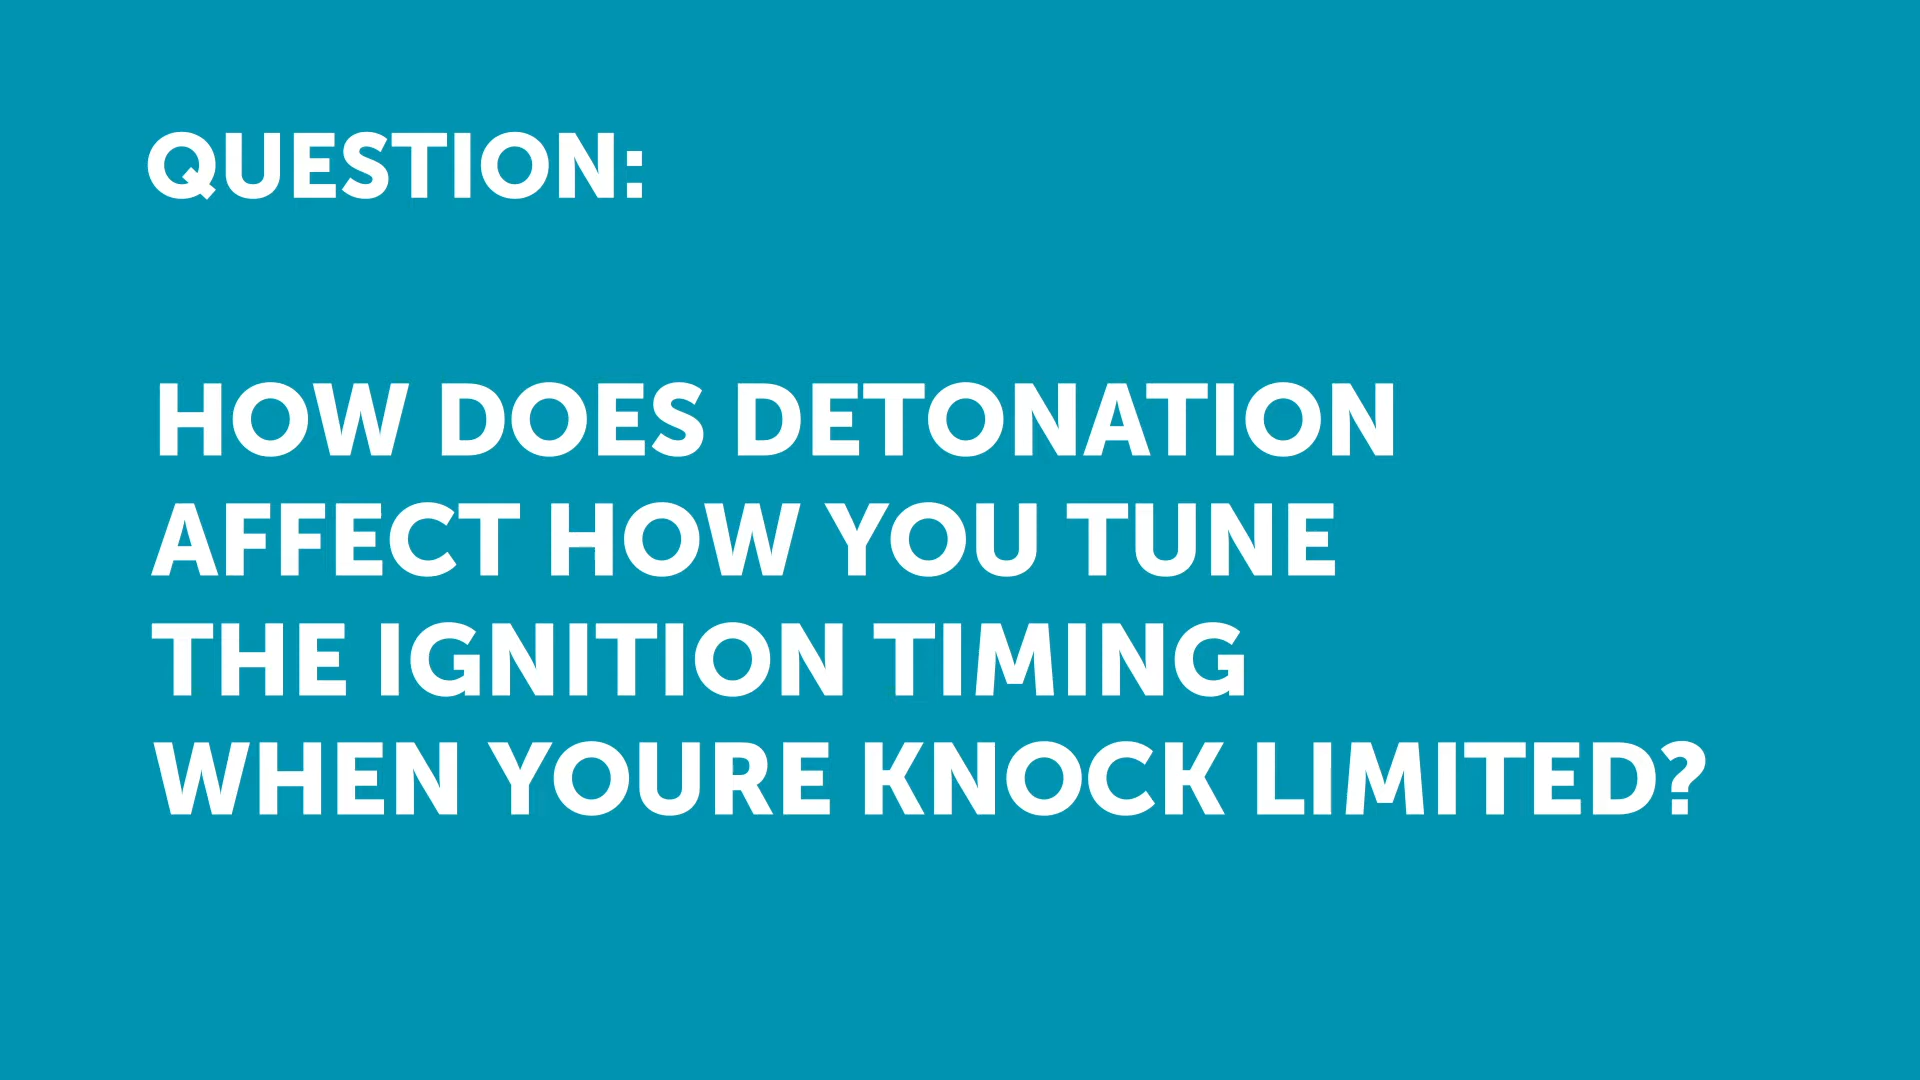 QUESTION:
HOW DOES DETONATION
AFFECT HOW YOU TUNE
THE IGNITION TIMING
WHEN YOURE KNOCK LIMITED?